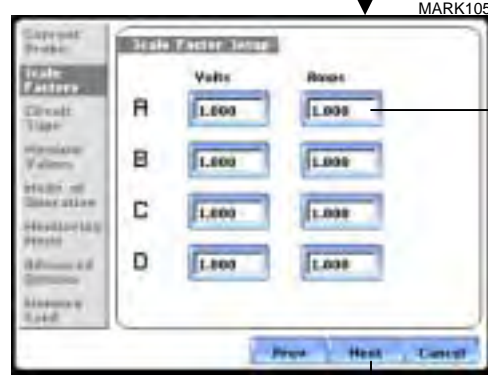 MARK105
Current
Probe
Scale Factor Setup
Scale
Factors
Volts Amps
Circuit
Type
A 1.000 1.000
Nominal
Values
B 1.000 1.000
Mode of
Operation
C 1.000 1.000
Monitoring
Mode
Advanced
Options
D 1.000 1.000
Memory
Card
Prev Next Cancel